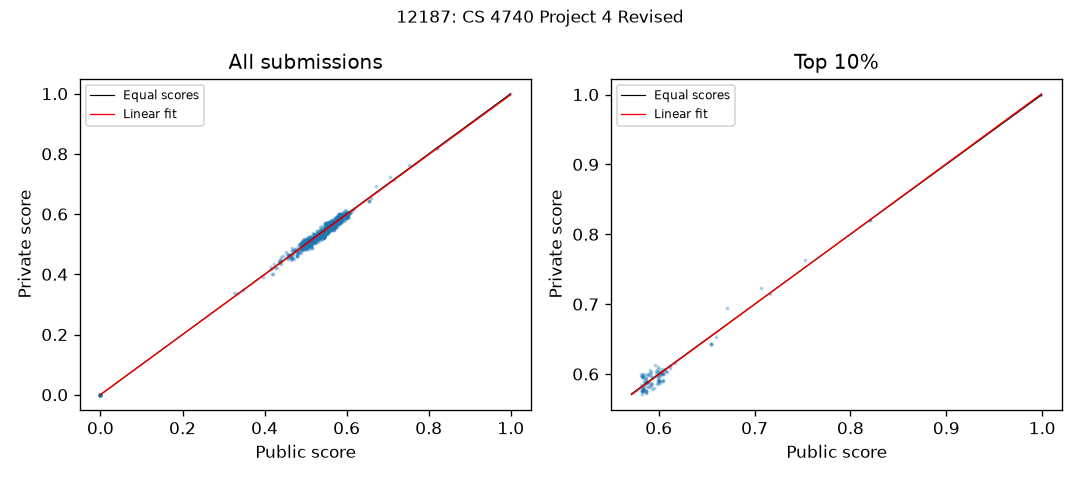 12187: CS 4740 Project 4 Revised
All submissions
Top 10%
Equal scores
Linear fit
Equal scores
Linear fit
Private score
1.0
0.8
0.6
0.4
0.2
0.0
0.0 0.2 0.4 0.6 0.8 1.0
Public score
Private score
1.0
0.9
0.8
0.7
0.6
0.6 0.7 0.8 0.9 1.0
Public score